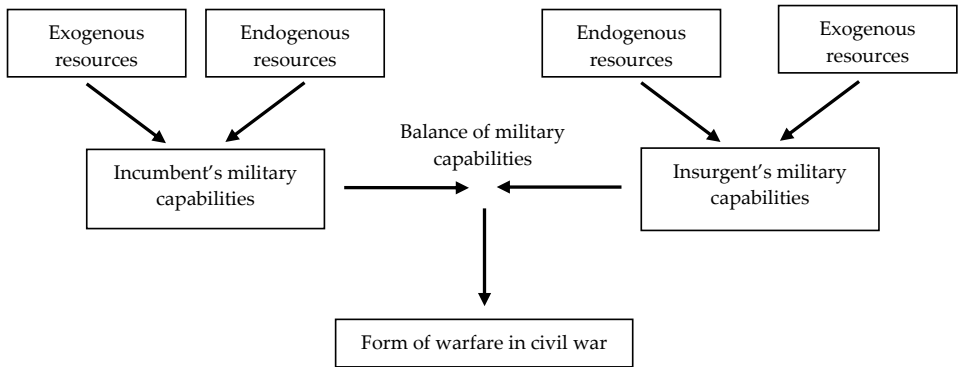 Exogenous
resources
Endogenous
resources
Endogenous
resources
Exogenous
resources
Balance of military
capabilities
Incumbent’s military
capabilities
Insurgent’s military
capabilities
Form of warfare in civil war